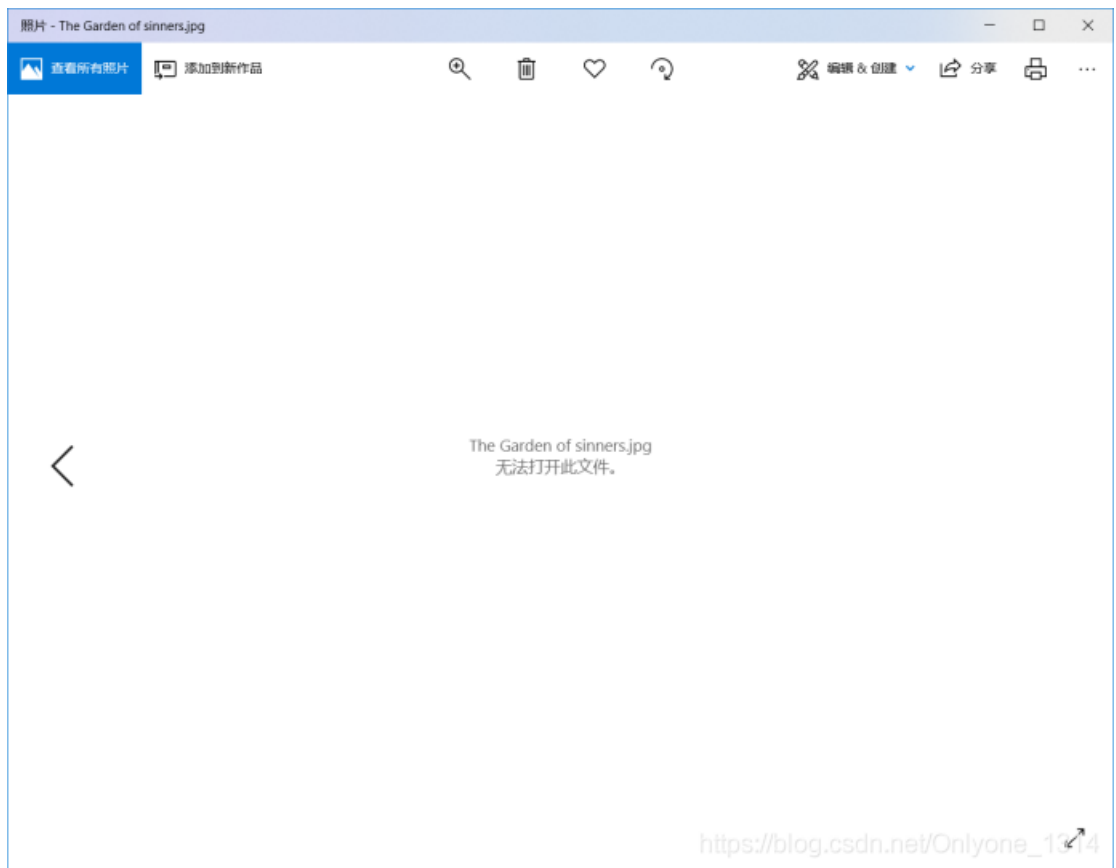 照片 - The Garden of sinners.jpg
查看所有照片 添加到新作品 编辑 & 创建 分享
The Garden of sinners.jpg
无法打开此文件。
https://blog.csdn.net/Onlyone_1314